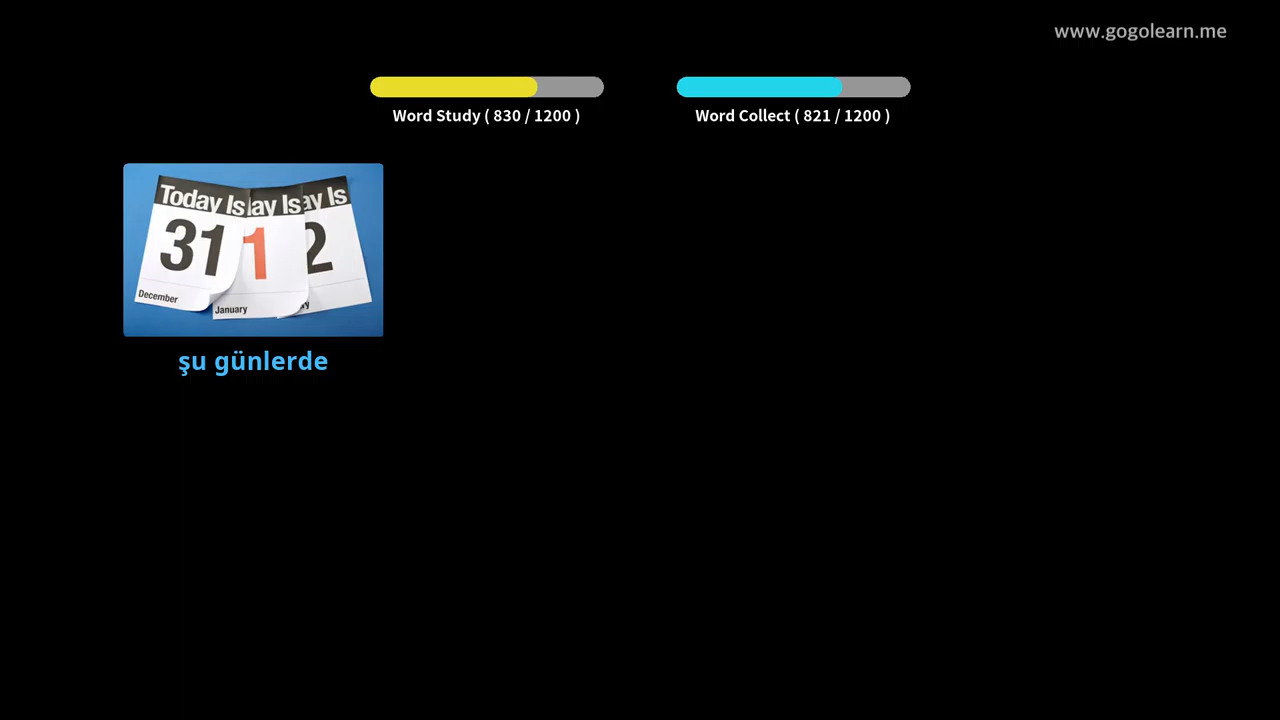 www.gogolearn.me
Word Study ( 830 / 1200 )
Word Collect ( 821 / 1200 )
Today Is
ay Is
ay Is
31
1
2
December
January
şu günlerde